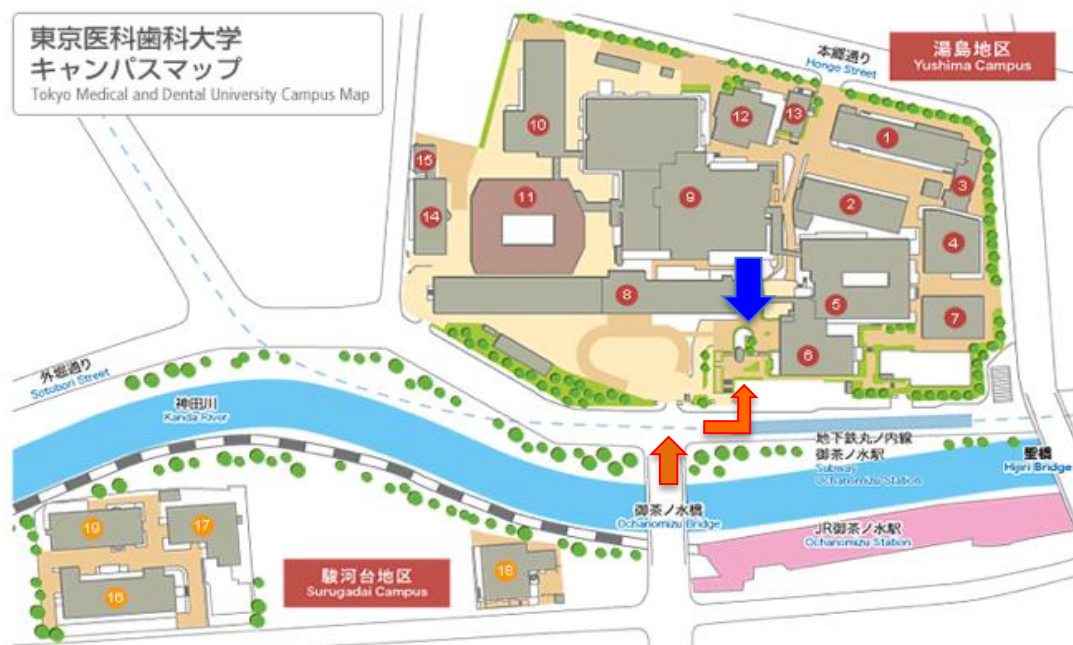 東京医科歯科大学
キャンパスマップ
Tokyo Medical and Dental University Campus Map
本郷通り
Hongo Street
湯島地区
Yushima Campus
10
12
13
1
15
11
9
3
14
2
4
8
5
7
6
外堀通り
Sotobori Street
神田川
Kanda River
地下鉄丸ノ内線
御茶ノ水駅
Subway
Ochanomizu Station
聖橋
Hijiri Bridge
御茶ノ水橋
Ochanomizu Bridge
JR御茶ノ水駅
Ochanomizu Station
19
17
18
16
駿河台地区
Surugadai Campus